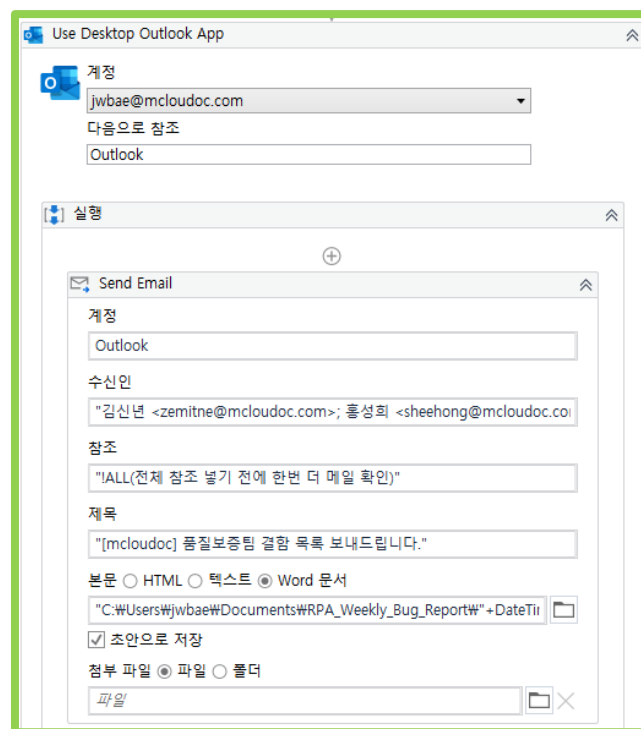 Use Desktop Outlook App
계정
jwbae@mcloudoc.com
다음으로 참조
Outlook
실행
Send Email
계정
Outlook
수신인
"김신년 <zemitne@mcloudoc.com>; 홍성희 <sheehong@mcloudoc.co
참조
"!ALL(전체 참조 넣기 전에 한번 더 메일 확인)"
제목
"[mcloudoc] 품질보증팀 결함 목록 보내드립니다."
본문 HTML 텍스트 Word 문서
"C:₩Users₩jwbae₩Documents₩RPA_Weekly_Bug_Report₩"+DateTi
초안으로 저장
첨부 파일 파일 폴더
파일